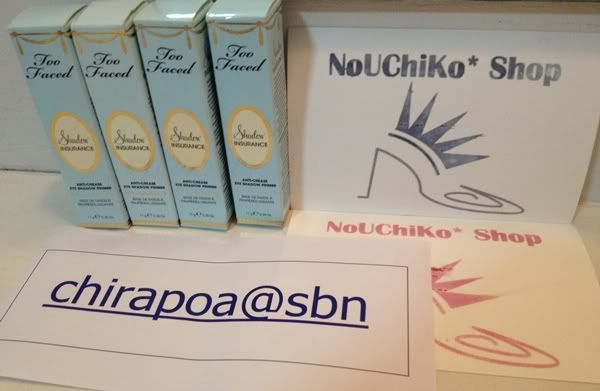 Too
Faced
Shadow
INSURANCE
ANTI-CREASE
EYE SHADOW PRIMER
Too
Faced
Shadow
INSURANCE
ANTI-CREASE
EYE SHADOW PRIMER
Too
Faced
Shadow
INSURANCE
ANTI-CREASE
EYE SHADOW PRIMER
Too
Faced
Shadow
INSURANCE
ANTI-CREASE
EYE SHADOW PRIMER
NoUChiKo* Shop
NoUChiKo* Shop
chirapoa@sbn